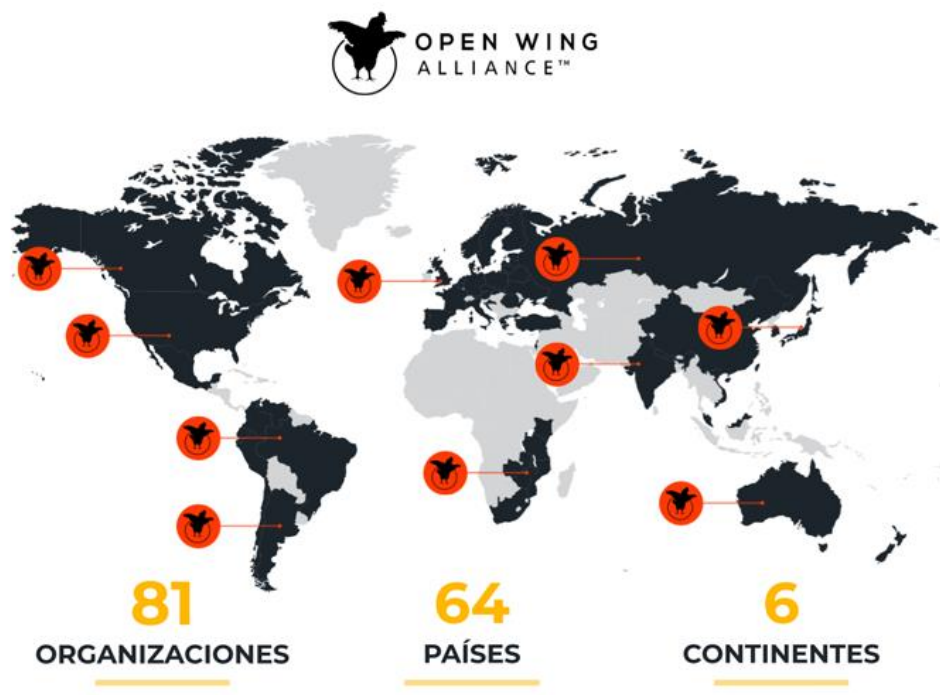 OPEN WING
ALLIANCE™
81
ORGANIZACIONES
64
PAÍSES
6
CONTINENTES